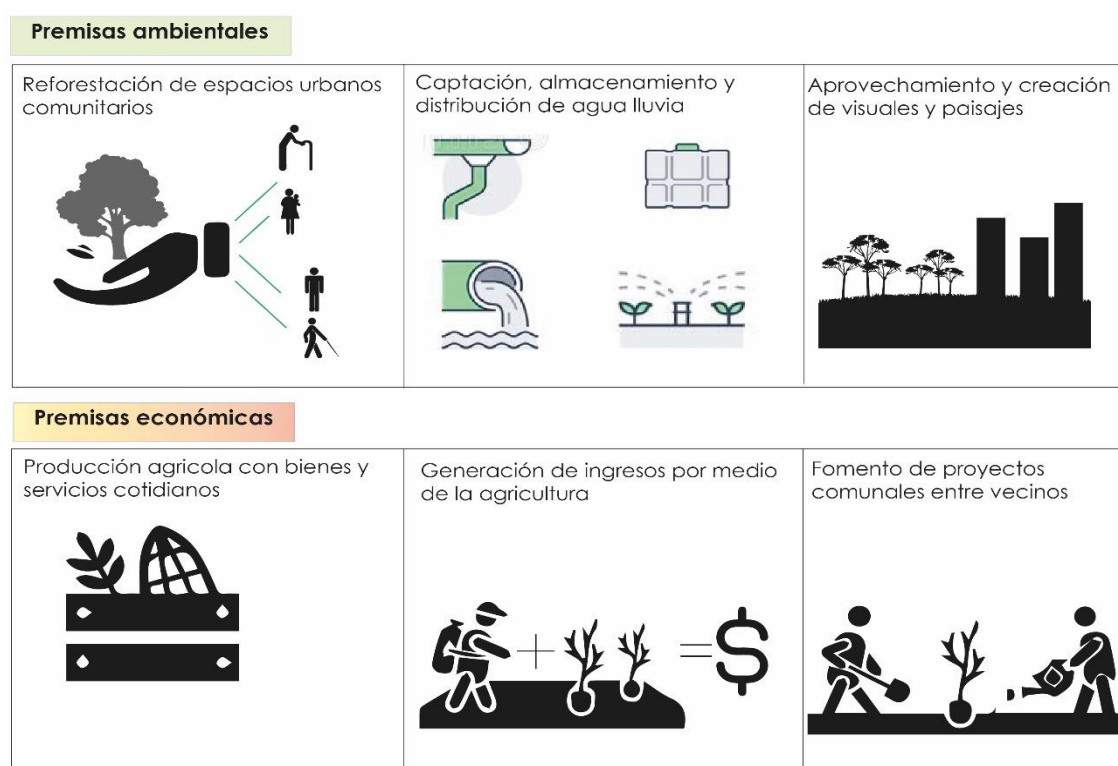 Premisas ambientales
Reforestación de espacios urbanos
comunitarios
Captación, almacenamiento y
distribución de agua lluvia
Aprovechamiento y creación
de visuales y paisajes
Premisas económicas
Producción agricola con bienes y
servicios cotidianos
Generación de ingresos por medio
de la agricultura
Fomento de proyectos
comunales entre vecinos